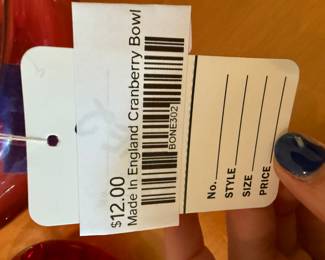 $12.00
Made In England Cranberry Bowl
BONE302
No.
STYLE
SIZE
PRICE